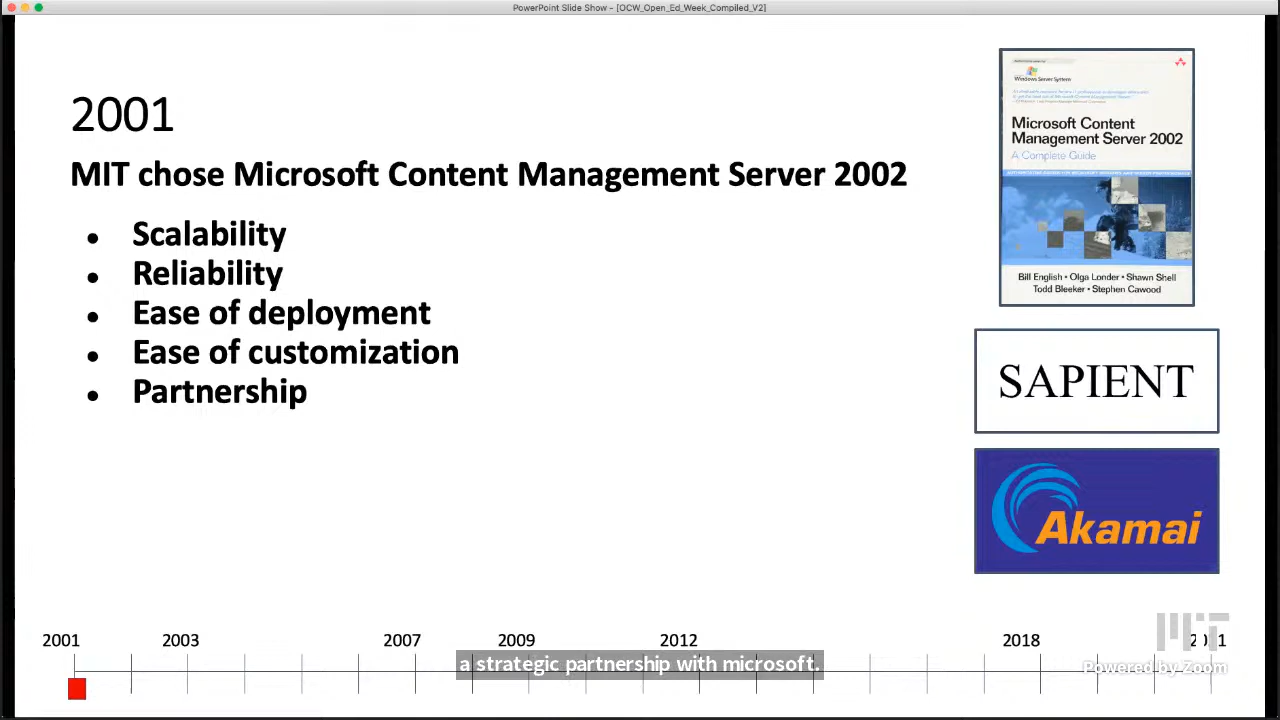 PowerPoint Slide Show - [OCW_Open_Ed_Week_Compiled_V2]
2001
MIT chose Microsoft Content Management Server 2002
• Scalability
• Reliability
• Ease of deployment
• Ease of customization
• Partnership
Windows Server System
Microsoft Content
Management Server 2002
A Complete Guide
Bill English • Olga Londer • Shawn Shell
Todd Bleeker • Stephen Cawood
SAPIENT
Akamai
2001 2003 2007 2009 2012 2018
MIT
a strategic partnership with microsoft.
Powered by Zoom